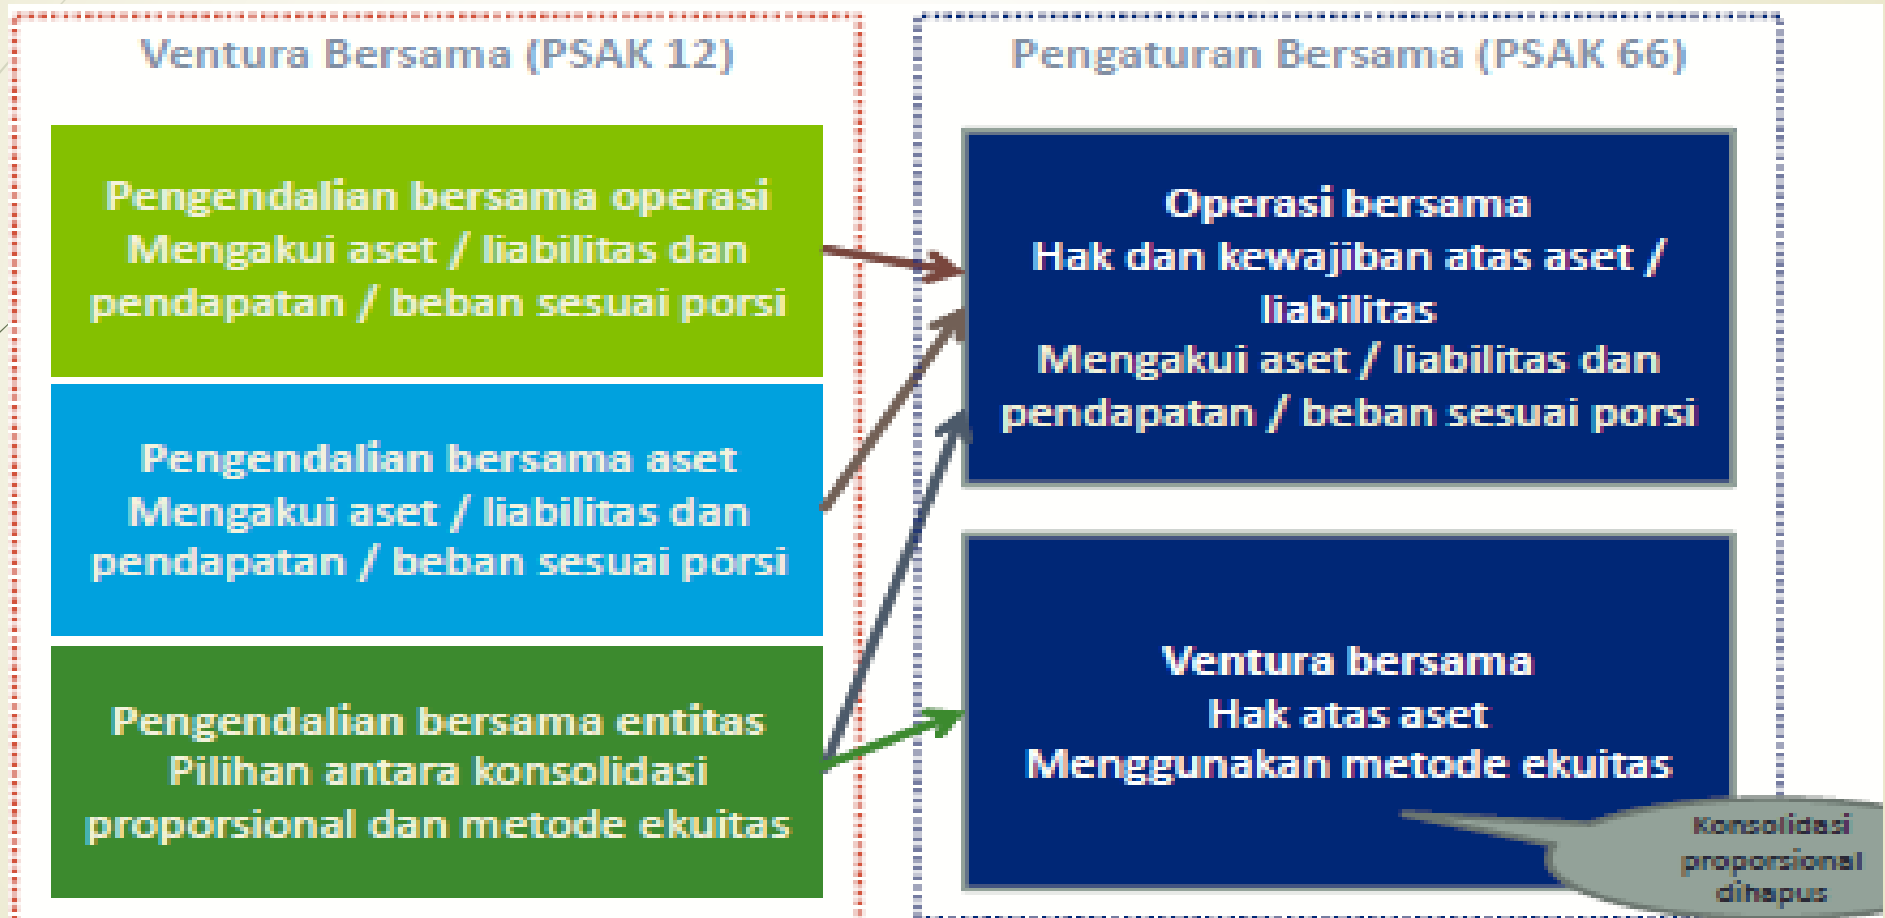 Ventura Bersama (PSAK 12)
Pengendalian bersama operasi
Mengakui aset / liabilitas dan
pendapatan / beban sesuai porsi
Pengendalian bersama aset
Mengakui aset / liabilitas dan
pendapatan / beban sesuai porsi
Pengendalian bersama entitas
Pilihan antara konsolidasi
proporsional dan metode ekuitas
Pengaturan Bersama (PSAK 66)
Operasi bersama
Hak dan kewajiban atas aset /
liabilitas
Mengakui aset / liabilitas dan
pendapatan / beban sesuai porsi
Ventura bersama
Hak atas aset
Menggunakan metode ekuitas
Konsolidasi
proporsional
dihapus